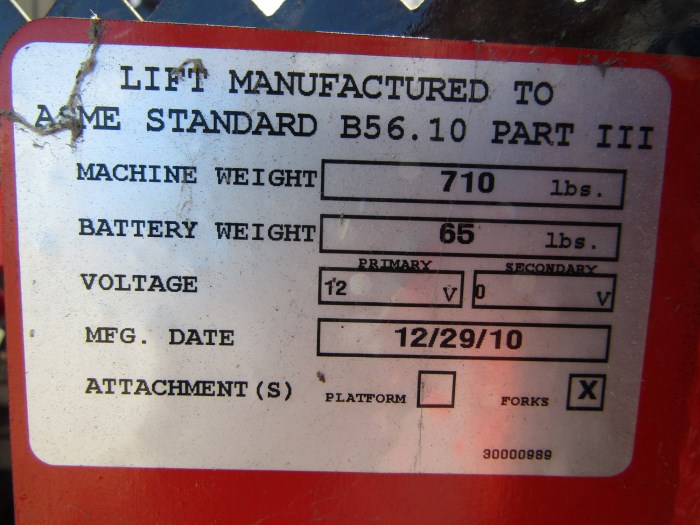 LIFT MANUFACTURED TO
ASME STANDARD B56.10 PART III
MACHINE WEIGHT 710 lbs.
BATTERY WEIGHT 65 lbs.
PRIMARY SECONDARY
VOLTAGE 12 V 0 V
MFG. DATE 12/29/10
ATTACHMENT(S) PLATFORM FORKS X
30000989